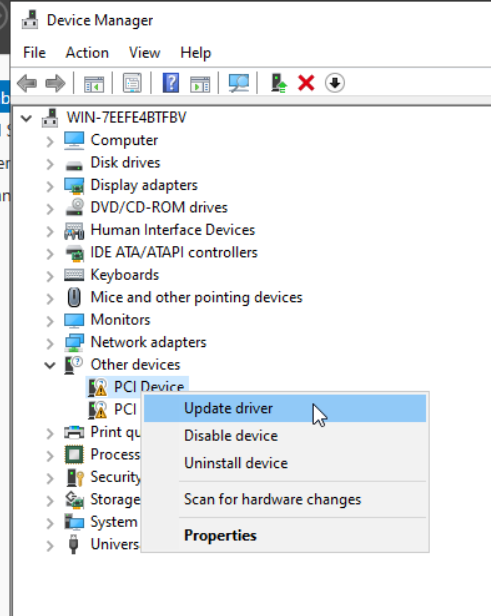 Device Manager
File Action View Help
WIN-7EEFE4BTFBV
Computer
Disk drives
Display adapters
DVD/CD-ROM drives
Human Interface Devices
IDE ATA/ATAPI controllers
Keyboards
Mice and other pointing devices
Monitors
Network adapters
Other devices
PCI Device
PCI
Update driver
Disable device
Uninstall device
Scan for hardware changes
Properties
Print qu
Process
Security
Storage
System
Univers